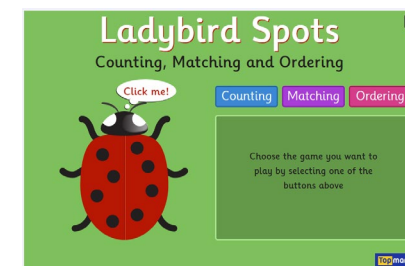 Ladybird Spots
Counting, Matching and Ordering
Click me!
Counting Matching Ordering
Choose the game you want to
play by selecting one of the
buttons above